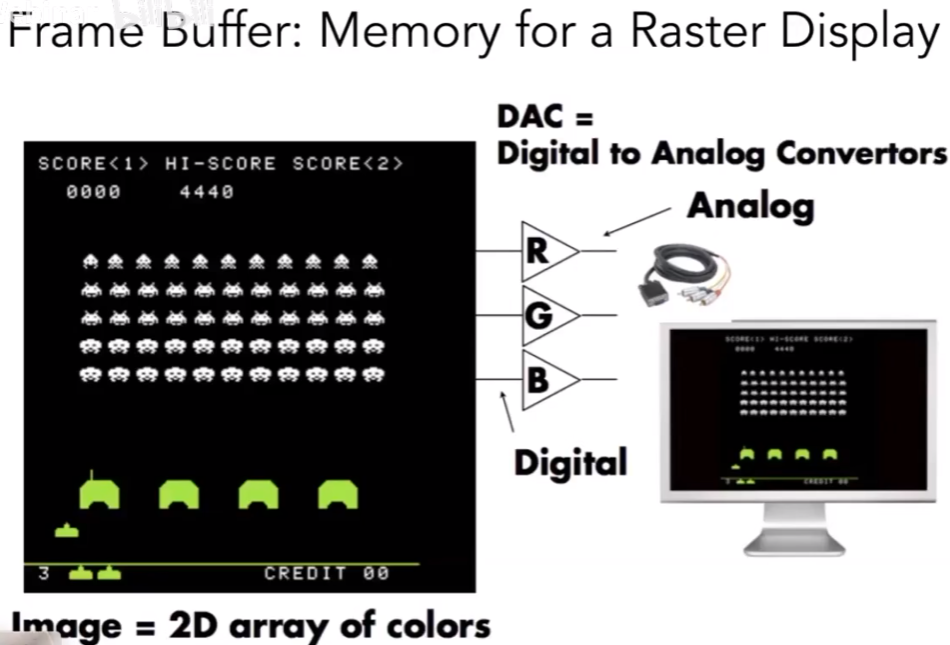 Frame Buffer: Memory for a Raster Display
DAC =
Digital to Analog Convertors
Analog
SCORE<1> HI-SCORE SCORE<2>
0000 4440
R
G
B
Digital
3 CREDIT 00
SCORE<1> HI-SCORE SCORE<2>
0000 4440
3 CREDIT 00
Image = 2D array of colors